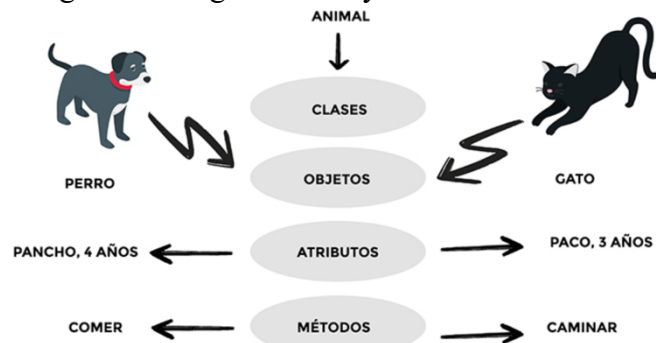 ANIMAL
CLASES
PERRO
OBJETOS
GATO
PANCHO, 4 AÑOS
ATRIBUTOS
PACO, 3 AÑOS
COMER
MÉTODOS
CAMINAR